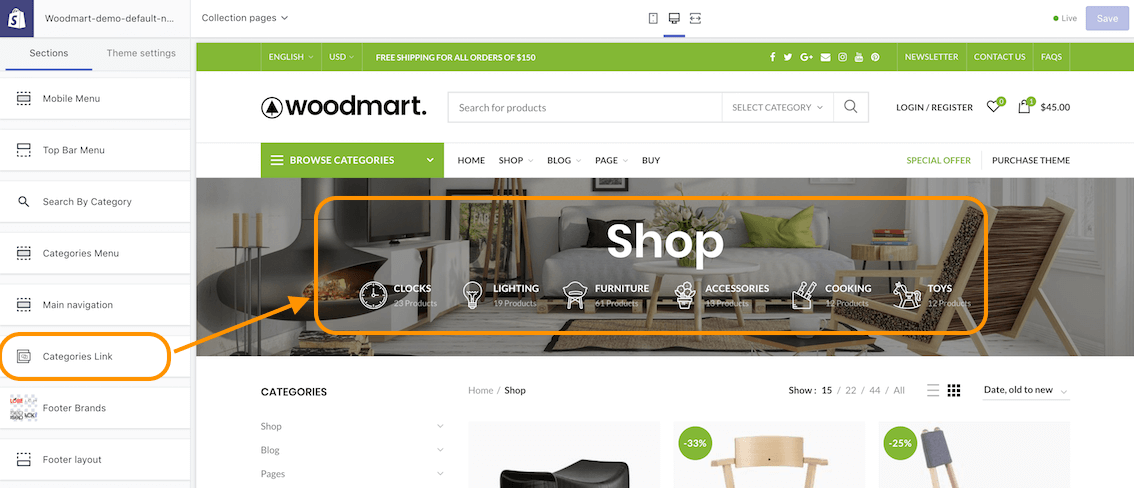 Woodmart-demo-default-n...
Collection pages
Live
Save
Sections
Theme settings
Mobile Menu
Top Bar Menu
Search By Category
Categories Menu
Main navigation
Categories Link
Footer Brands
Footer layout
ENGLISH
USD
FREE SHIPPING FOR ALL ORDERS OF $150
NEWSLETTER
CONTACT US
FAQS
woodmart.
Search for products
SELECT CATEGORY
LOGIN / REGISTER
0
1
$45.00
BROWSE CATEGORIES
HOME
SHOP
BLOG
PAGE
BUY
SPECIAL OFFER
PURCHASE THEME
Shop
CLOCKS
23 Products
LIGHTING
19 Products
FURNITURE
61 Products
ACCESSORIES
13 Products
COOKING
12 Products
TOYS
12 Products
CATEGORIES
Shop
Blog
Pages
Home / Shop
Show : 15 / 22 / 44 / All
Date, old to new
-33%
-25%